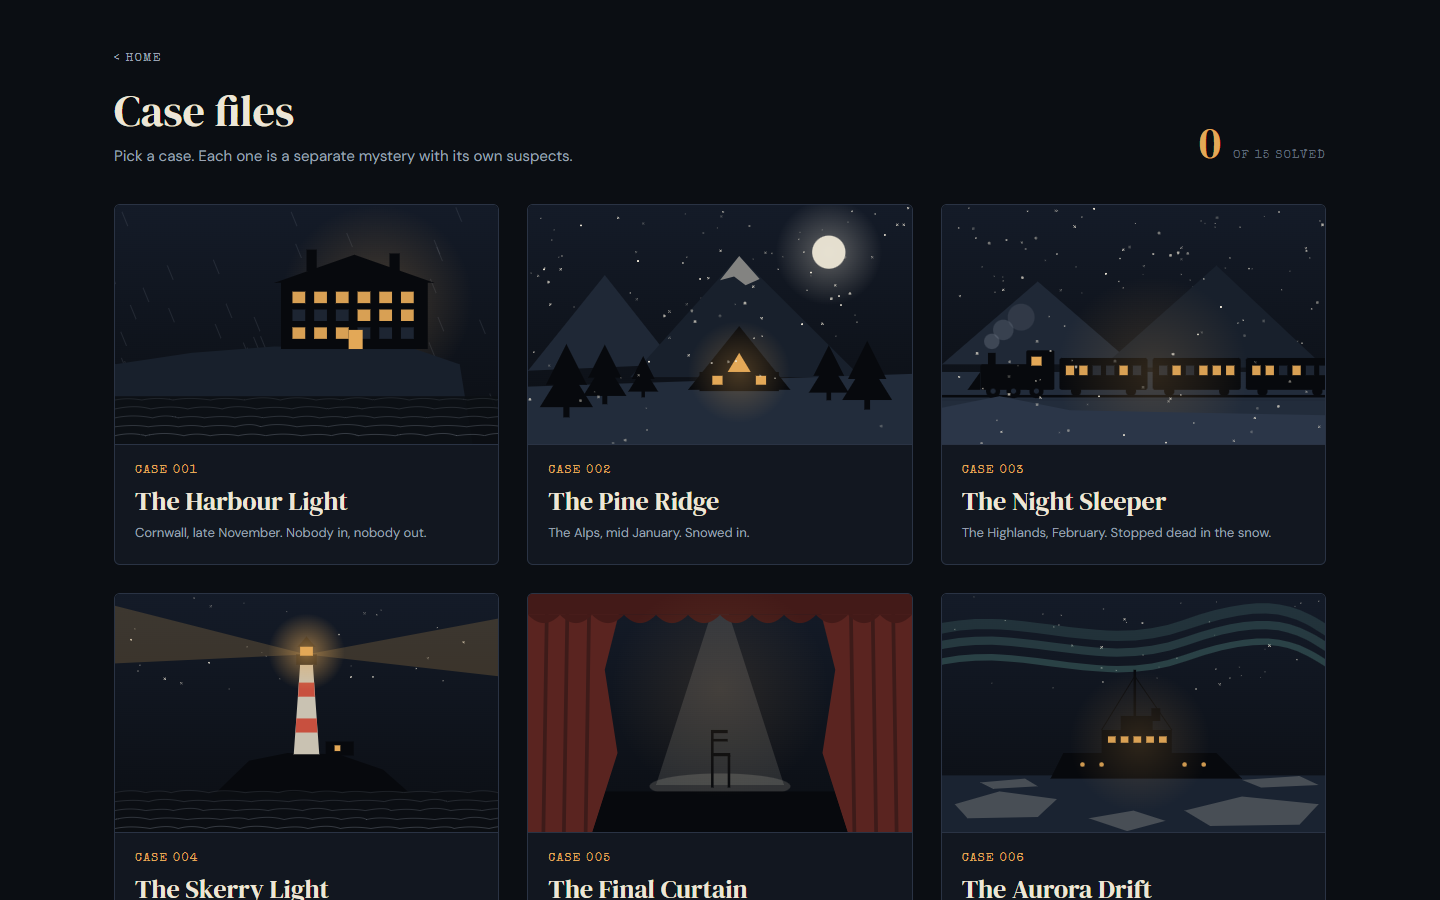 < HOME
Case files
Pick a case. Each one is a separate mystery with its own suspects.
0 OF 15 SOLVED
CASE 001
The Harbour Light
Cornwall, late November. Nobody in, nobody out.
CASE 002
The Pine Ridge
The Alps, mid January. Snowed in.
CASE 003
The Night Sleeper
The Highlands, February. Stopped dead in the snow.
CASE 004
The Skerry Light
CASE 005
The Final Curtain
CASE 006
The Aurora Drift